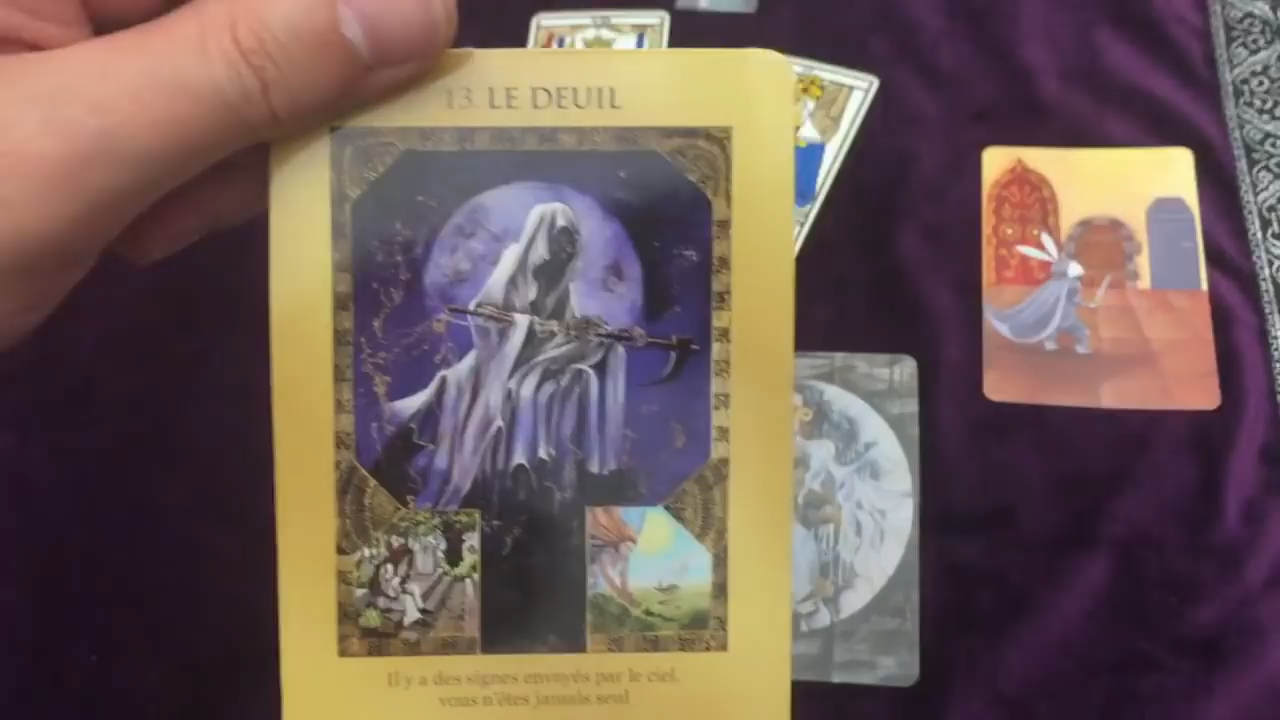 13. LE DEUIL
Il y a des signes envoyés par le ciel,
vous n'êtes jamais seul